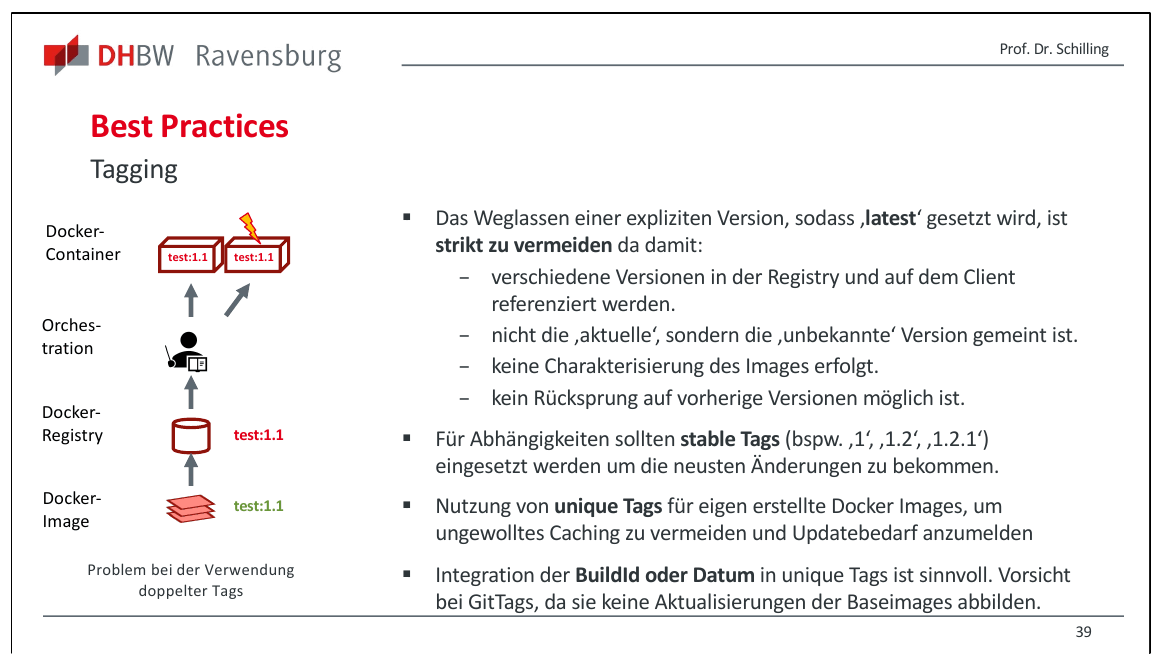 DHBW Ravensburg
Prof. Dr. Schilling
Best Practices
Tagging
Docker-
Container
test:1.1
test:1.1
Orches-
tration
Docker-
Registry
test:1.1
Docker-
Image
test:1.1
Problem bei der Verwendung
doppelter Tags
▪ Das Weglassen einer expliziten Version, sodass ‚latest‘ gesetzt wird, ist
strikt zu vermeiden da damit:
− verschiedene Versionen in der Registry und auf dem Client
referenziert werden.
− nicht die ‚aktuelle‘, sondern die ‚unbekannte‘ Version gemeint ist.
− keine Charakterisierung des Images erfolgt.
− kein Rücksprung auf vorherige Versionen möglich ist.
▪ Für Abhängigkeiten sollten stable Tags (bspw. ‚1‘, ‚1.2‘, ‚1.2.1‘)
eingesetzt werden um die neusten Änderungen zu bekommen.
▪ Nutzung von unique Tags für eigen erstellte Docker Images, um
ungewolltes Caching zu vermeiden und Updatebedarf anzumelden
▪ Integration der BuildId oder Datum in unique Tags ist sinnvoll. Vorsicht
bei GitTags, da sie keine Aktualisierungen der Baseimages abbilden.
39